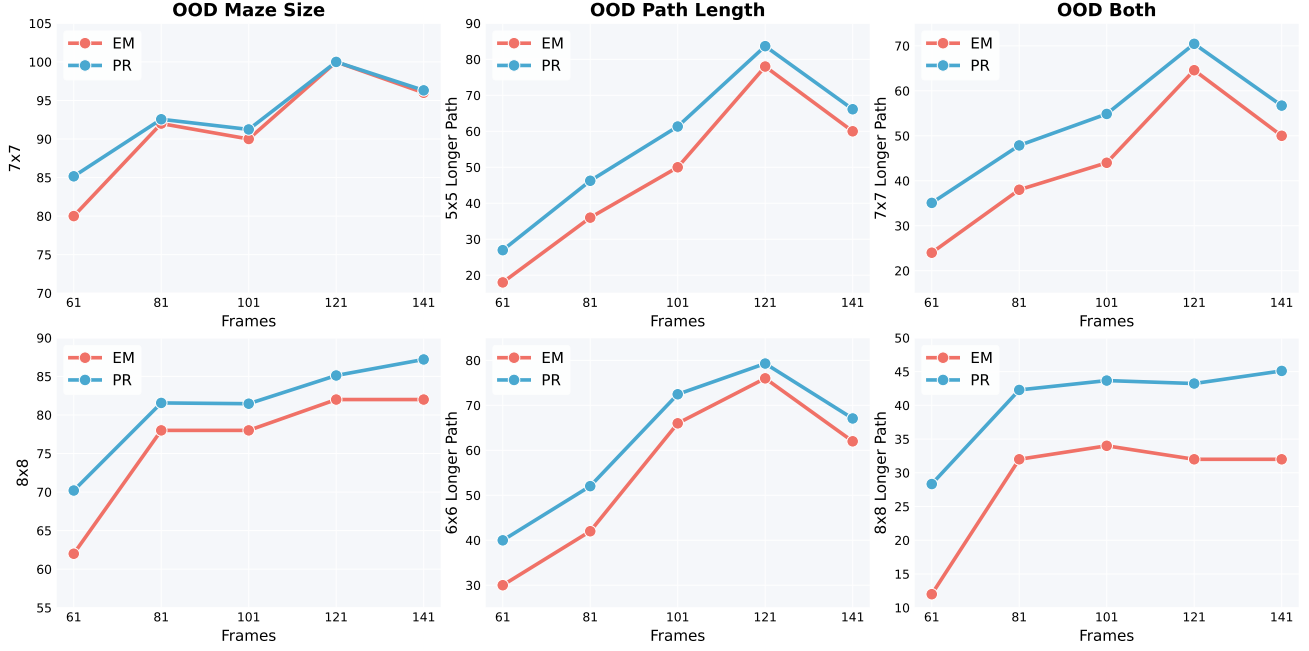 OOD Maze Size
105
100
95
90
85
80
75
70
7x7
EM
PR
61 81 101 121 141
Frames
OOD Path Length
90
80
70
60
50
40
30
20
5x5 Longer Path
EM
PR
61 81 101 121 141
Frames
OOD Both
70
60
50
40
30
20
7x7 Longer Path
EM
PR
61 81 101 121 141
Frames
90
85
80
75
70
65
60
55
8x8
EM
PR
61 81 101 121 141
Frames
80
70
60
50
40
30
6x6 Longer Path
EM
PR
61 81 101 121 141
Frames
50
45
40
35
30
25
20
15
10
8x8 Longer Path
EM
PR
61 81 101 121 141
Frames